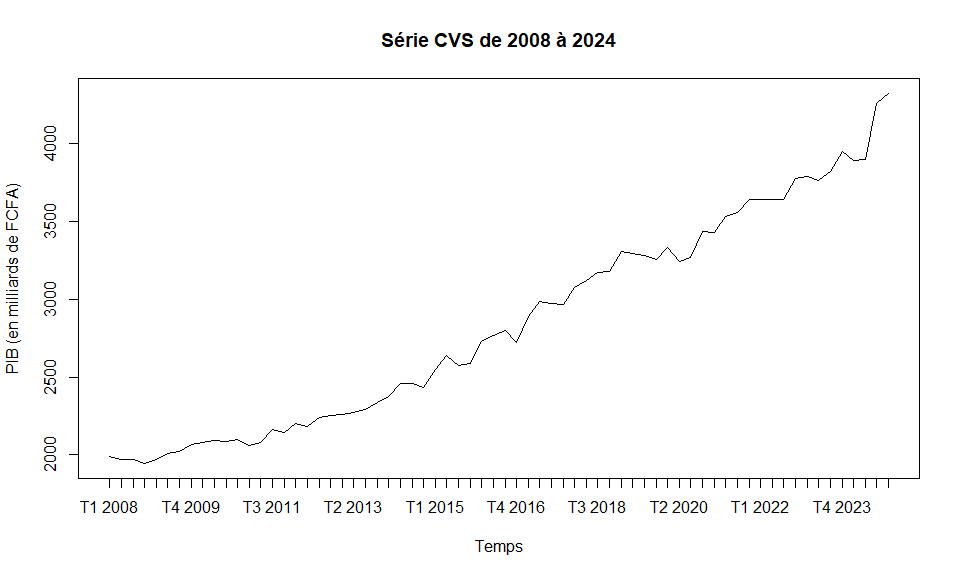 Série CVS de 2008 à 2024
PIB (en milliards de FCFA)
4000
3500
3000
2500
2000
T1 2008 T4 2009 T3 2011 T2 2013 T1 2015 T4 2016 T3 2018 T2 2020 T1 2022 T4 2023
Temps